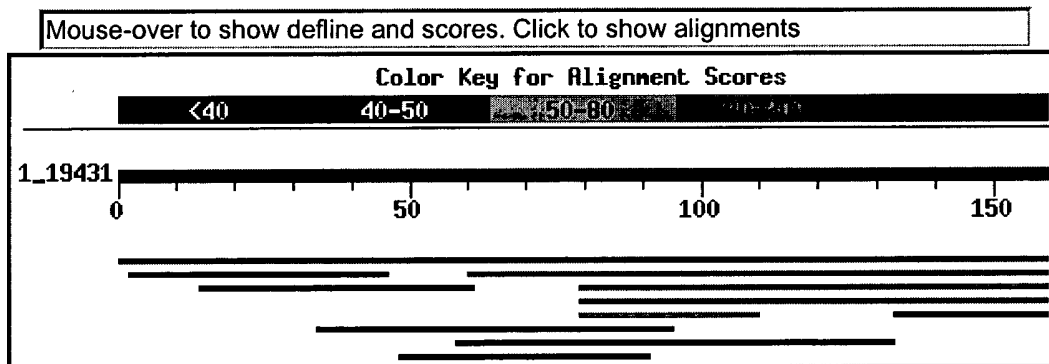 Mouse-over to show defline and scores. Click to show alignments
Color Key for Alignment Scores
<40 40-50 50-80
1_19431
0 50 100 150